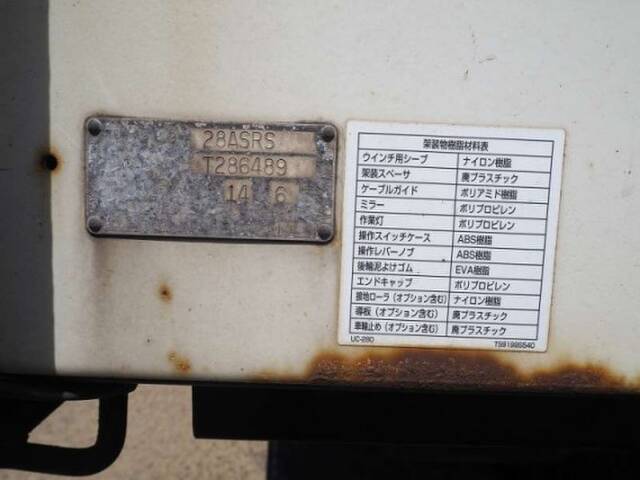 28ASRS
T286489
14 6
架装物樹脂材料表
ウインチ用シーブ ナイロン樹脂
架装スペーサ 廃プラスチック
ケーブルガイド ポリアミド樹脂
ミラー ポリプロピレン
作業灯 ポリプロピレン
操作スイッチケース ABS樹脂
操作レバーノブ ABS樹脂
後輪泥よけゴム EVA樹脂
エンドキャップ ポリプロピレン
接地ローラ（オプション含む） ナイロン樹脂
導板（オプション含む） 廃プラスチック
車輪止め（オプション含む） 廃プラスチック
UC-280